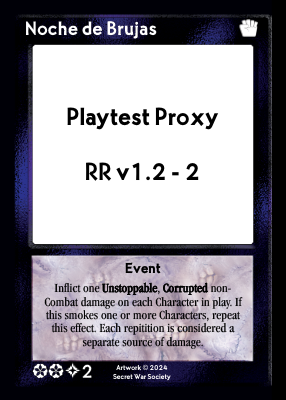 Noche de Brujas
Playtest Proxy
RR v1.2 - 2
Event
Inflict one Unstoppable, Corrupted non-
Combat damage on each Character in play. If
this smokes one or more Characters, repeat
this effect. Each repitition is considered a
separate source of damage.
2
Artwork © 2024
Secret War Society